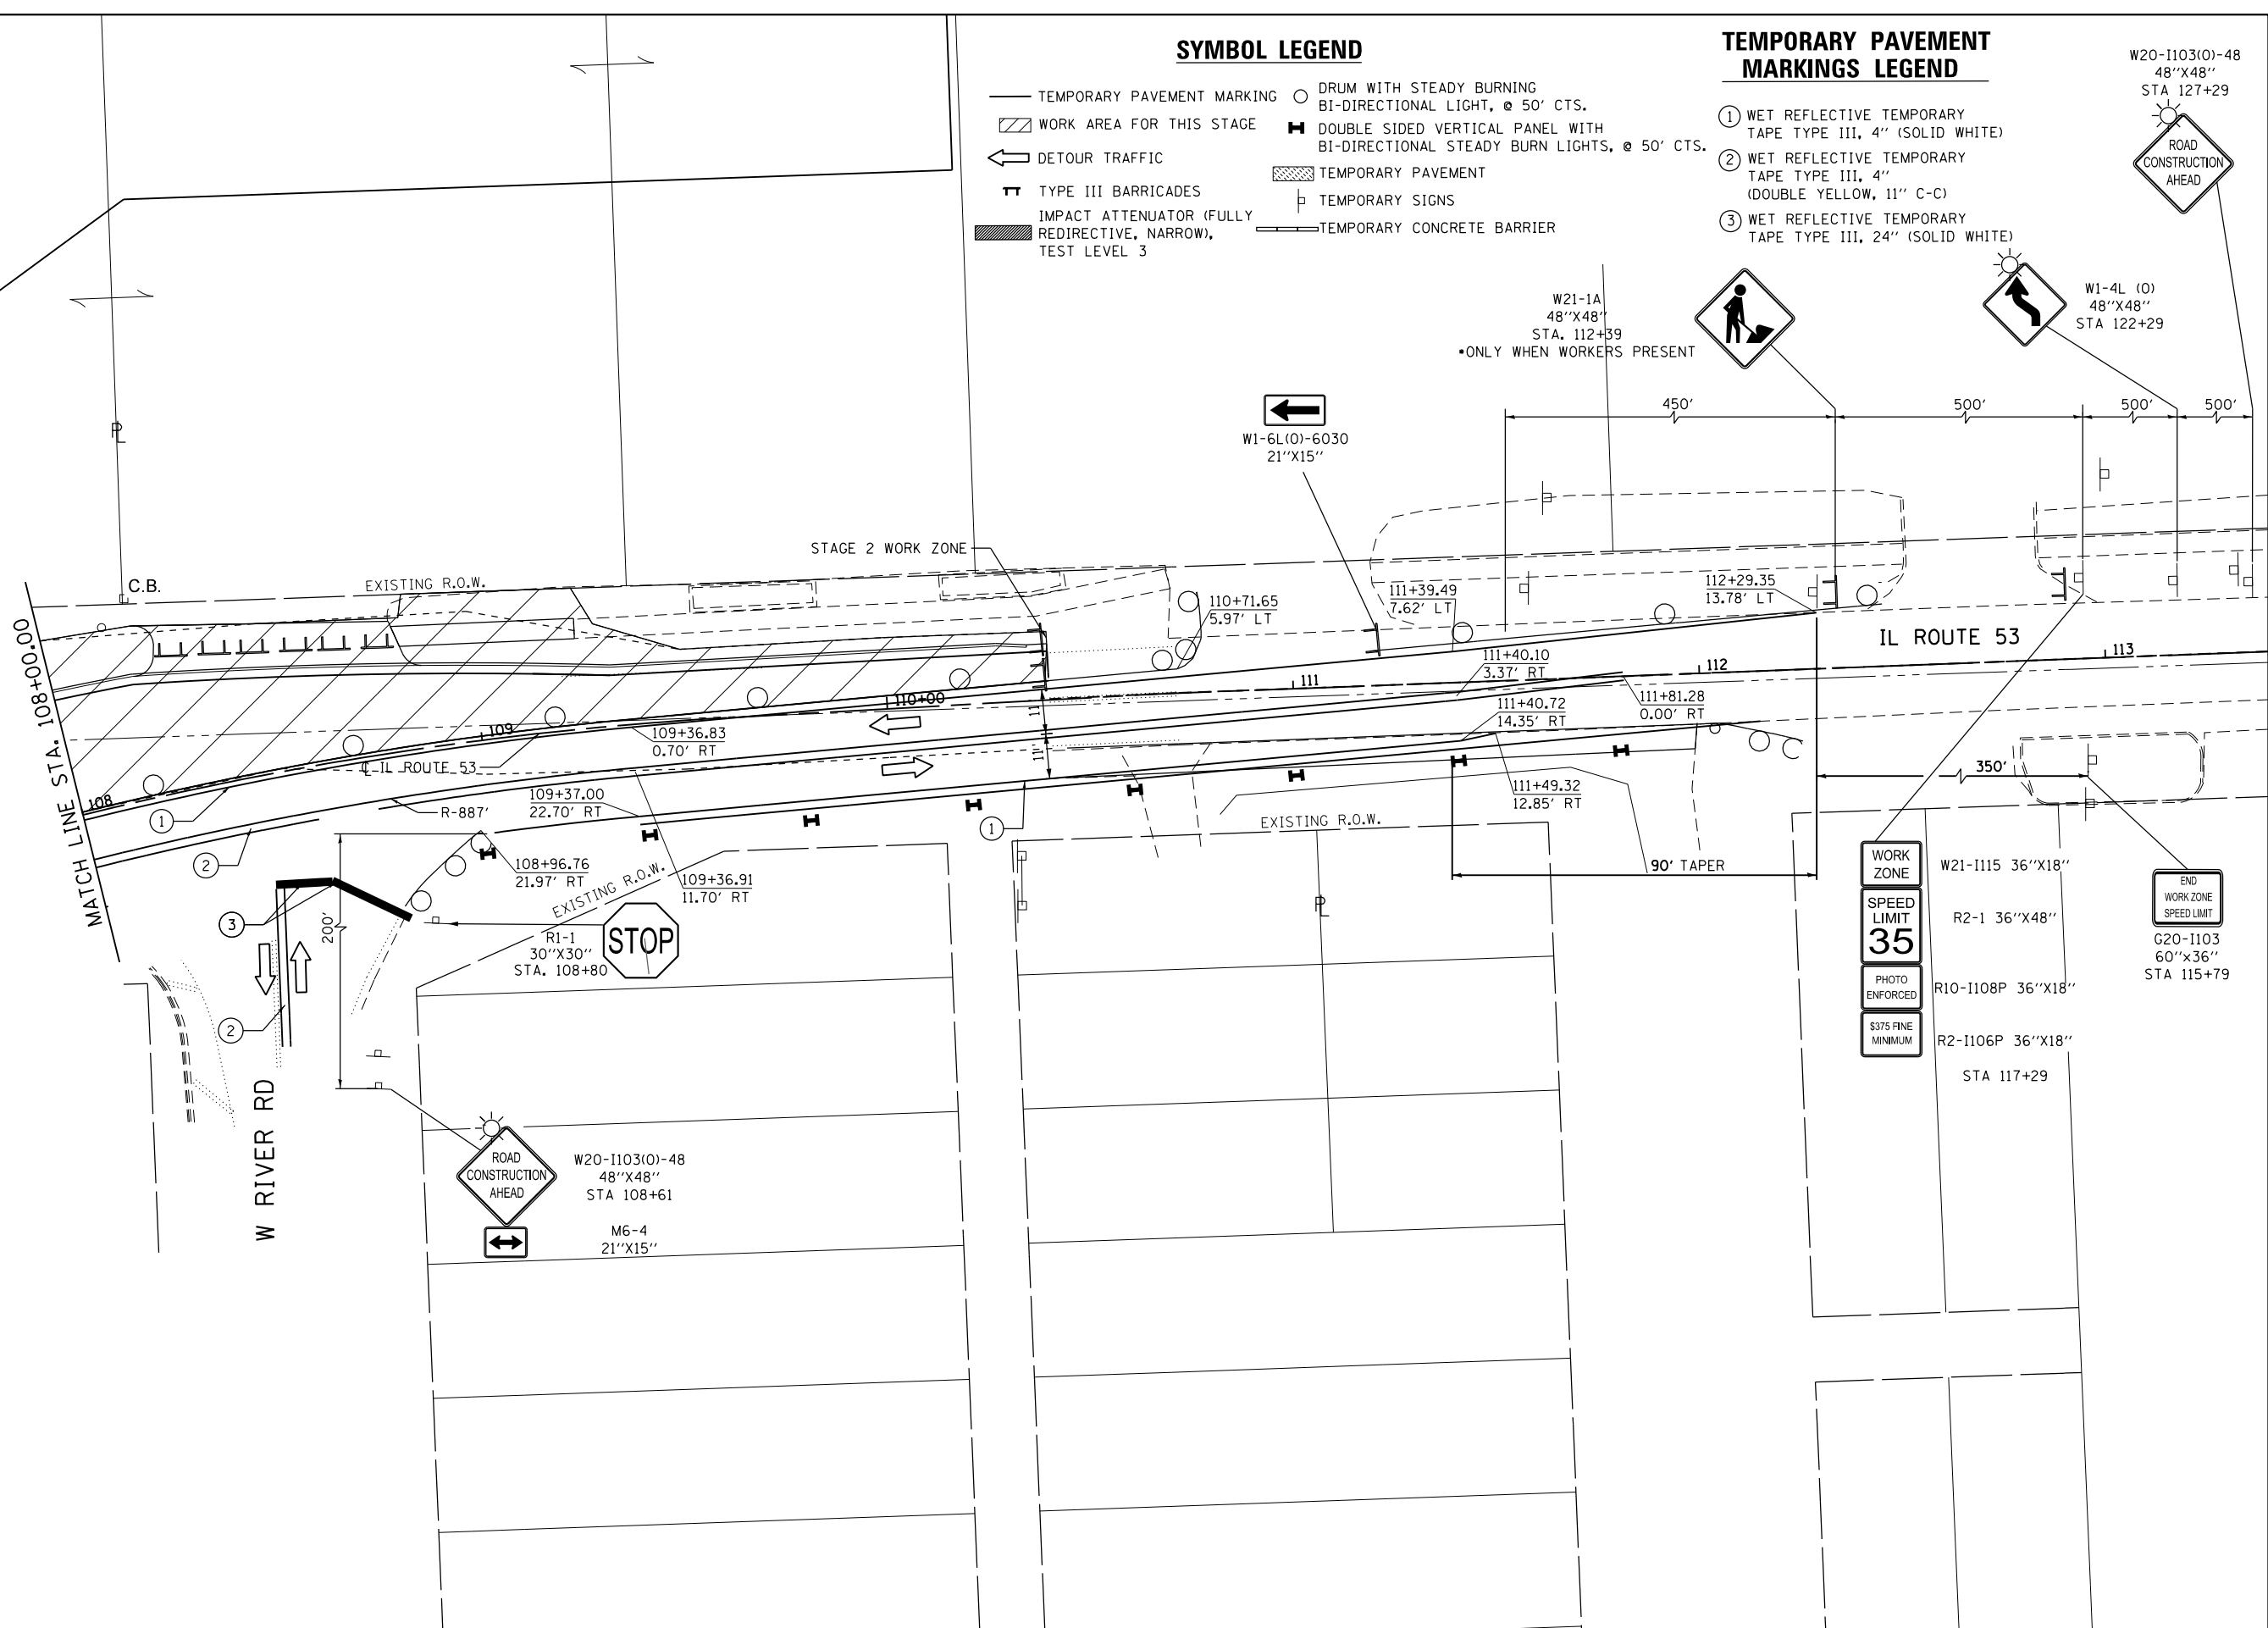 SYMBOL LEGEND
TEMPORARY PAVEMENT MARKING
WORK AREA FOR THIS STAGE
DETOUR TRAFFIC
TYPE III BARRICADES
IMPACT ATTENUATOR (FULLY
REDIRECTIVE, NARROW),
TEST LEVEL 3
DRUM WITH STEADY BURNING
BI-DIRECTIONAL LIGHT, @ 50' CTS.
DOUBLE SIDED VERTICAL PANEL WITH
BI-DIRECTIONAL STEADY BURN LIGHTS, @ 50' CTS.
TEMPORARY PAVEMENT
TEMPORARY SIGNS
TEMPORARY CONCRETE BARRIER
TEMPORARY PAVEMENT
MARKINGS LEGEND
1 WET REFLECTIVE TEMPORARY
TAPE TYPE III, 4'' (SOLID WHITE)
2 WET REFLECTIVE TEMPORARY
TAPE TYPE III, 4''
(DOUBLE YELLOW, 11'' C-C)
3 WET REFLECTIVE TEMPORARY
TAPE TYPE III, 24'' (SOLID WHITE)
W20-I103(O)-48
48''X48''
STA 127+29
ROAD
CONSTRUCTION
AHEAD
W1-4L (O)
48''X48''
STA 122+29
W21-1A
48''X48''
STA. 112+39
*ONLY WHEN WORKERS PRESENT
450'
500'
500'
500'
W1-6L(O)-6030
21''X15''
PL
STAGE 2 WORK ZONE
C.B.
EXISTING R.O.W.
110+71.65
5.97' LT
111+39.49
7.62' LT
112+29.35
13.78' LT
IL ROUTE 53
MATCH LINE STA. 108+00.00
108
109
110+00
111
112
113
111+40.10
3.37' RT
111+81.28
0.00' RT
111+40.72
14.35' RT
111+49.32
12.85' RT
109+36.83
0.70' RT
℄ IL ROUTE 53
11'
11'
109+37.00
22.70' RT
R-887'
1
2
1
108+96.76
21.97' RT
109+36.91
11.70' RT
EXISTING R.O.W.
EXISTING R.O.W.
90' TAPER
350'
PL
3
200'
R1-1
30''X30''
STA. 108+80
STOP
2
W RIVER RD
ROAD
CONSTRUCTION
AHEAD
W20-I103(O)-48
48''X48''
STA 108+61
M6-4
21''X15''
WORK
ZONE
W21-I115 36''X18''
SPEED
LIMIT
35
R2-1 36''X48''
PHOTO
ENFORCED
R10-I108P 36''X18''
$375 FINE
MINIMUM
R2-I106P 36''X18''
STA 117+29
END
WORK ZONE
SPEED LIMIT
G20-I103
60''x36''
STA 115+79